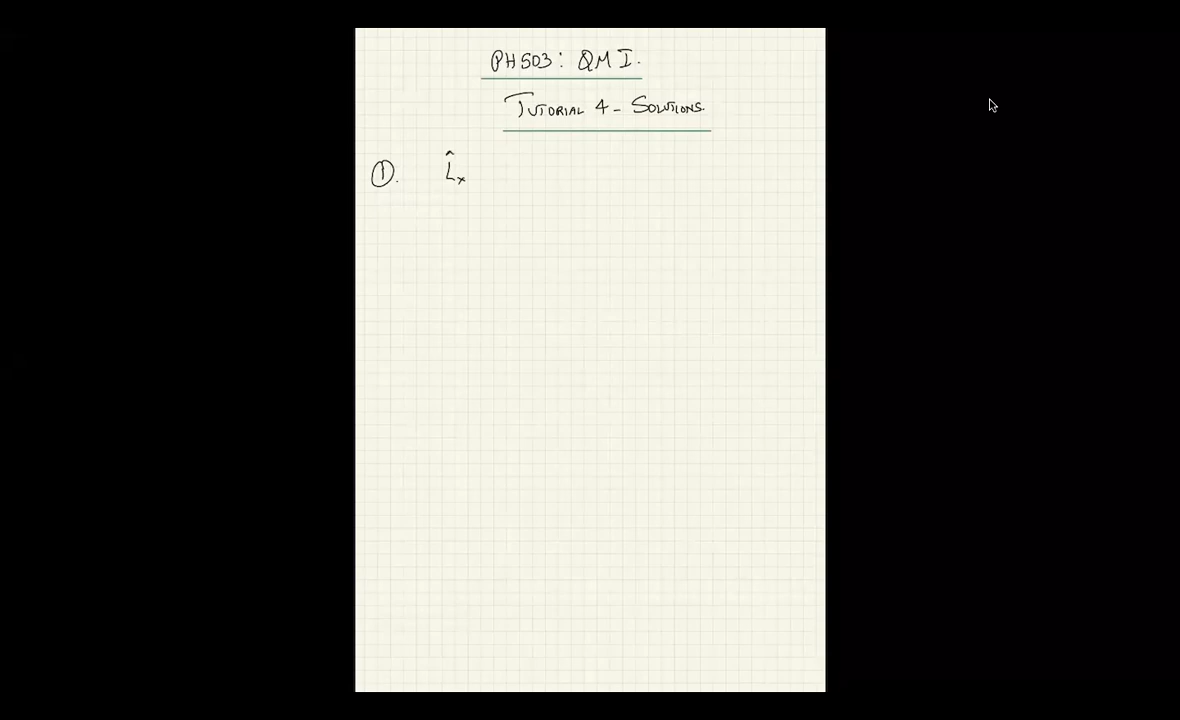 PH503: QM I.
TUTORIAL 4 - SOLUTIONS.
①. L̂ₓ